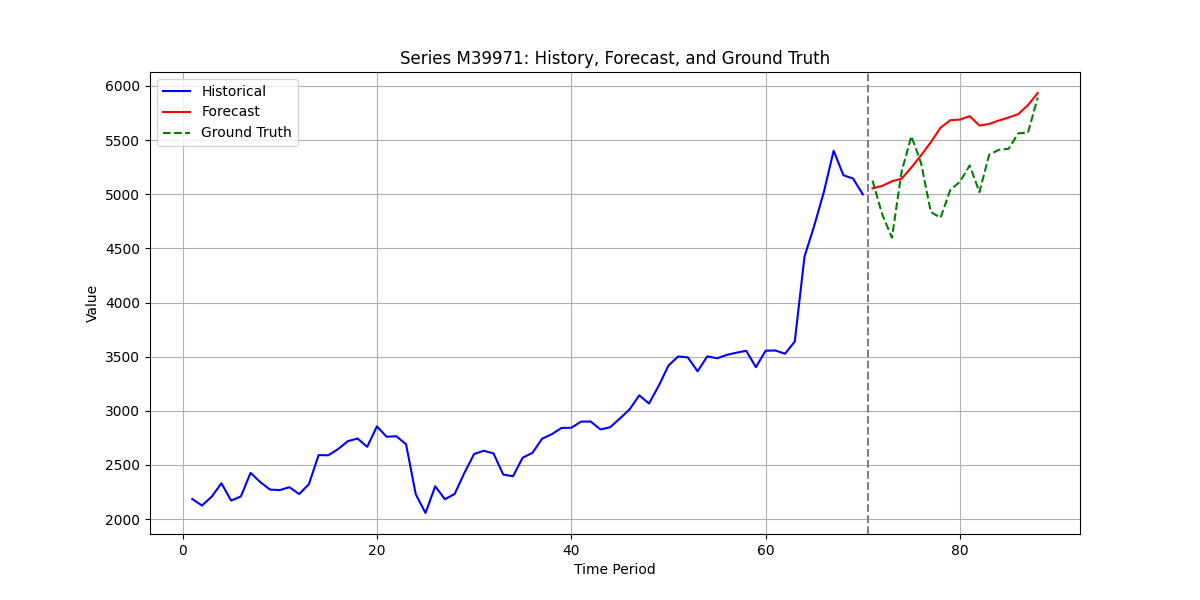 Series M39971: History, Forecast, and Ground Truth
Historical
Forecast
Ground Truth
6000
5500
5000
4500
4000
3500
3000
2500
2000
Value
0 20 40 60 80
Time Period